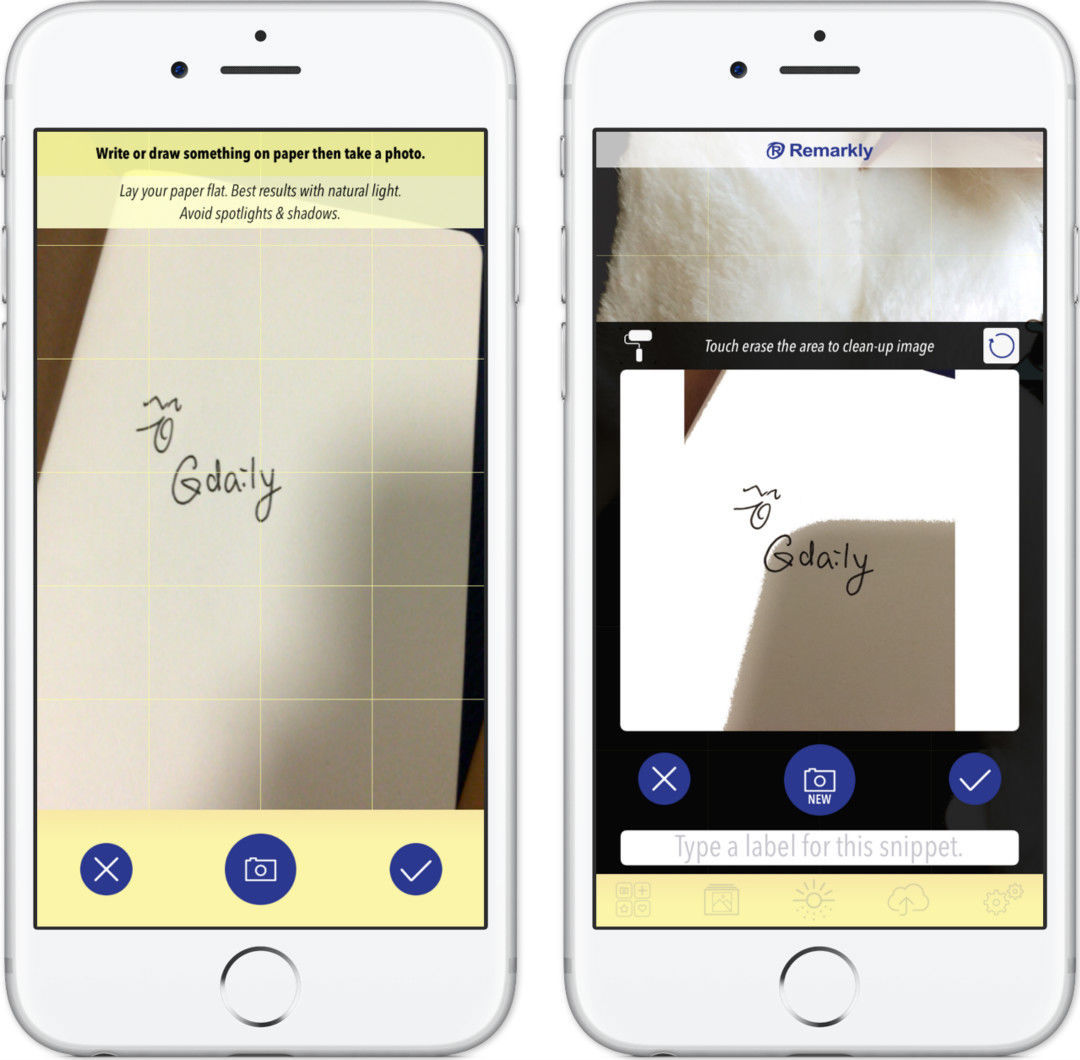 Write or draw something on paper then take a photo.
Lay your paper flat. Best results with natural light.
Avoid spotlights & shadows.
Gdaily
Remarkly
Touch erase the area to clean-up image
Gdaily
NEW
Type a label for this snippet.